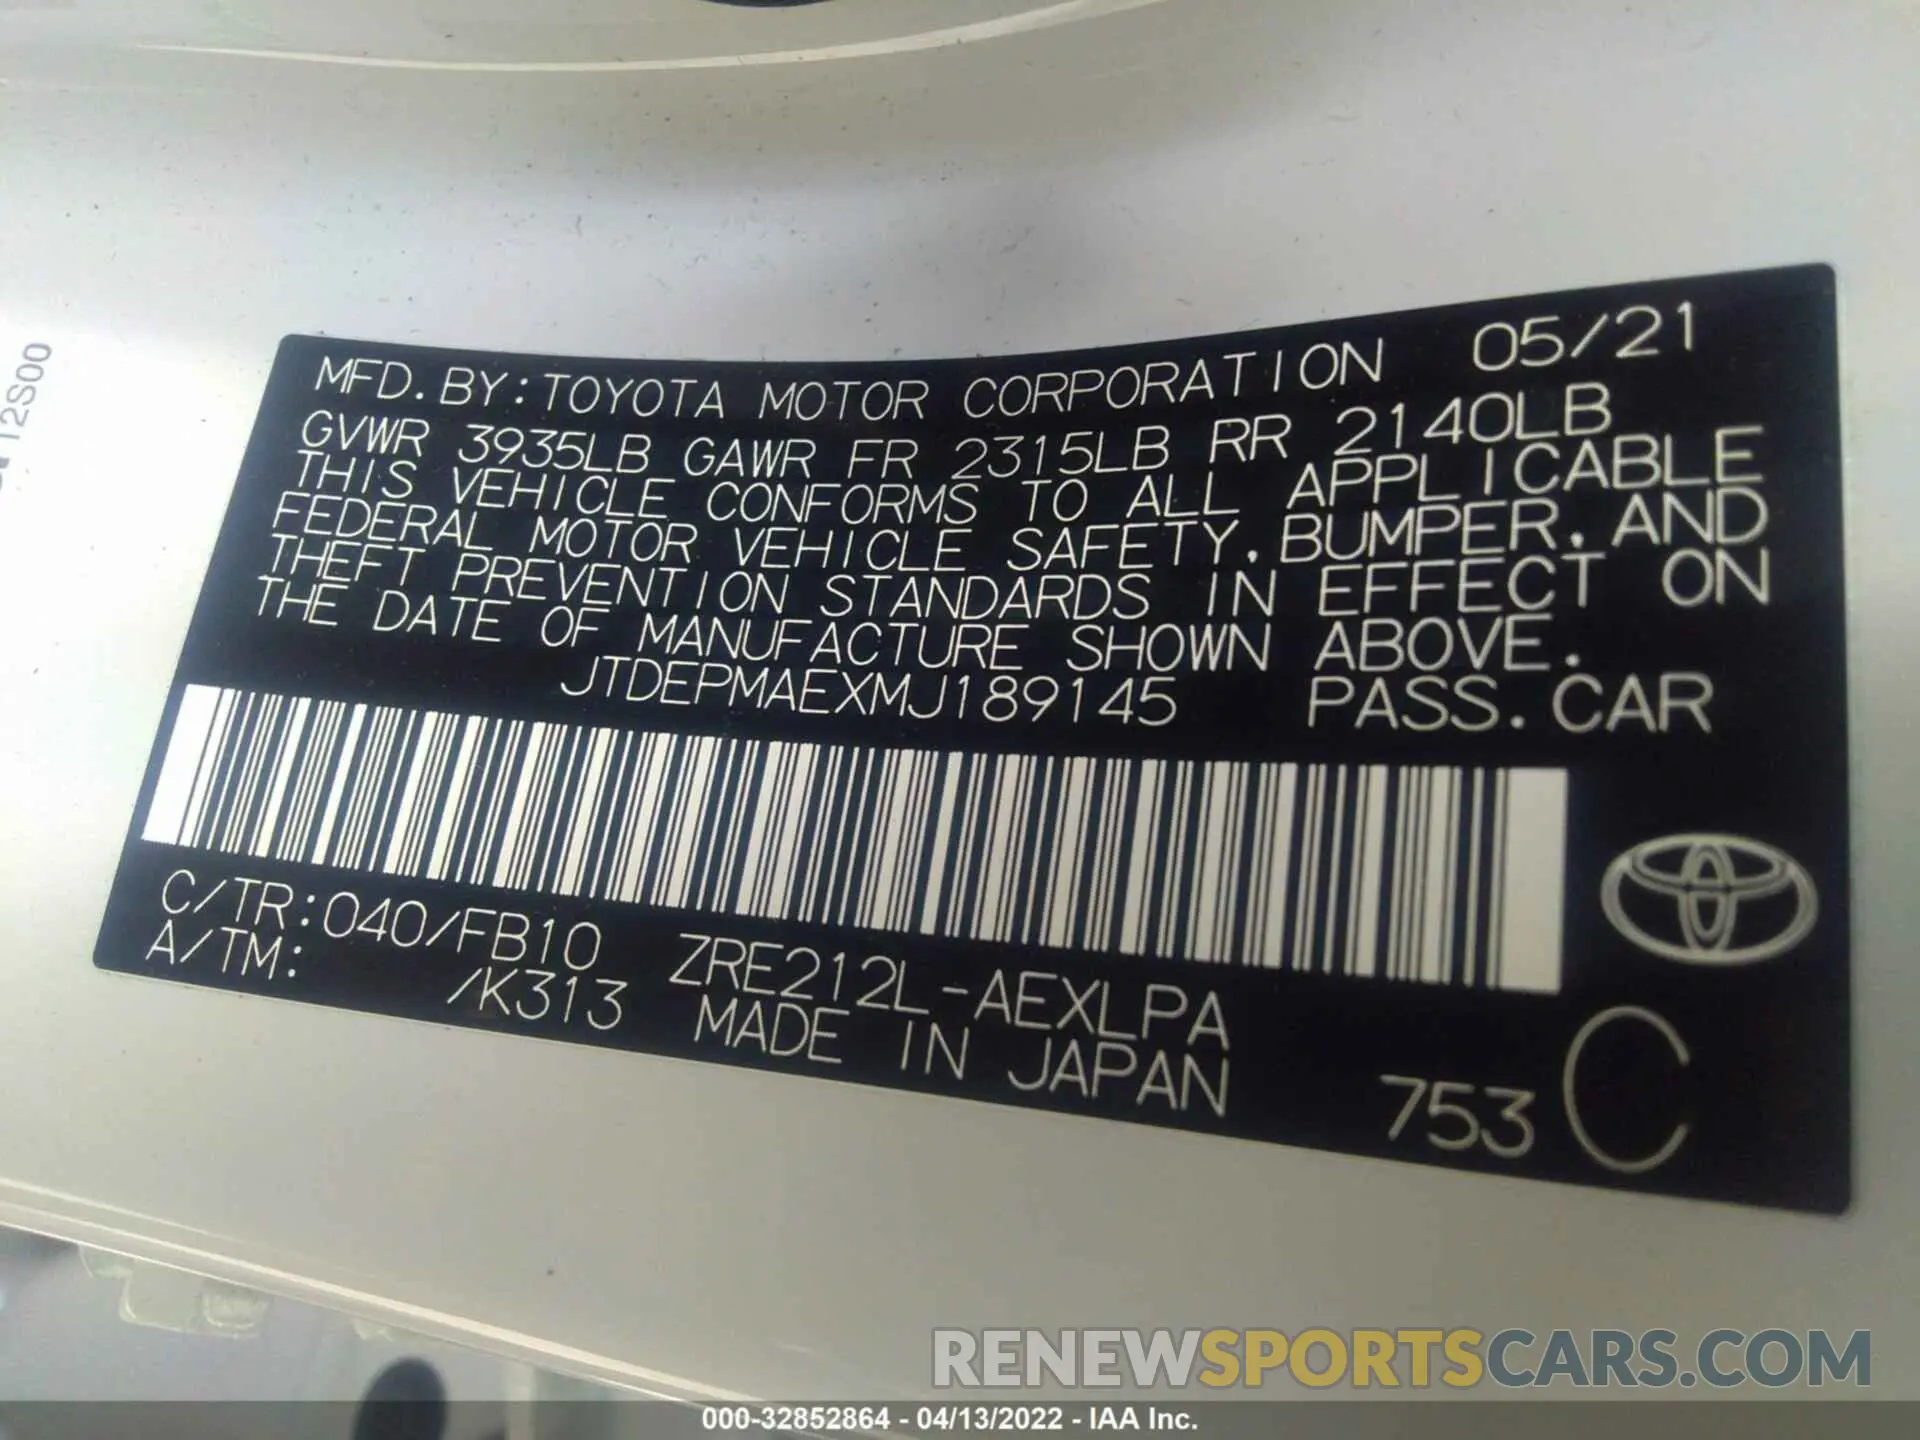 MFD. BY: TOYOTA MOTOR CORPORATION 05/21
GVWR 3935LB GAWR FR 2315LB RR 2140LB
THIS VEHICLE CONFORMS TO ALL APPLICABLE
FEDERAL MOTOR VEHICLE SAFETY, BUMPER, AND
THEFT PREVENTION STANDARDS IN EFFECT ON
THE DATE OF MANUFACTURE SHOWN ABOVE.
JTDEPMAEXMJ189145 PASS. CAR
C/TR: 040/FB10 ZRE212L-AEXLPA
A/TM: /K313 MADE IN JAPAN
753 C
12S00
RENEWSPORTSCARS.COM
000-32852864 - 04/13/2022 - IAA Inc.